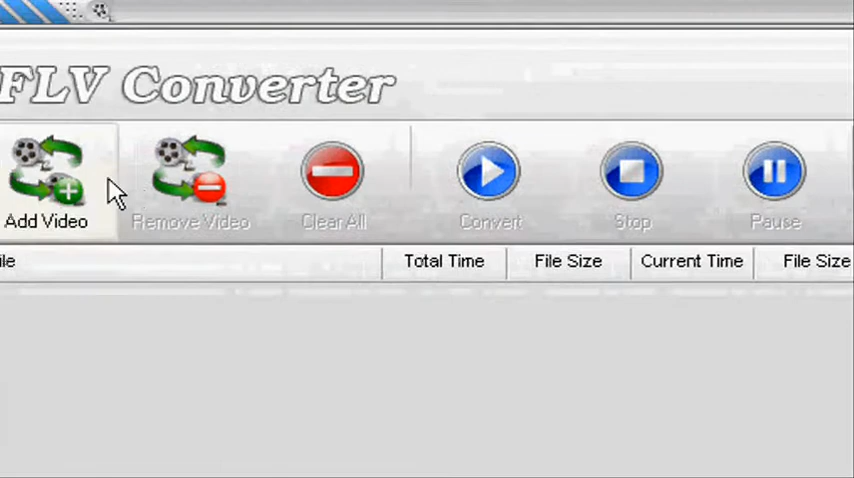 FLV Converter
Add Video Remove Video Clear All Convert Stop Pause
ile Total Time File Size Current Time File Size